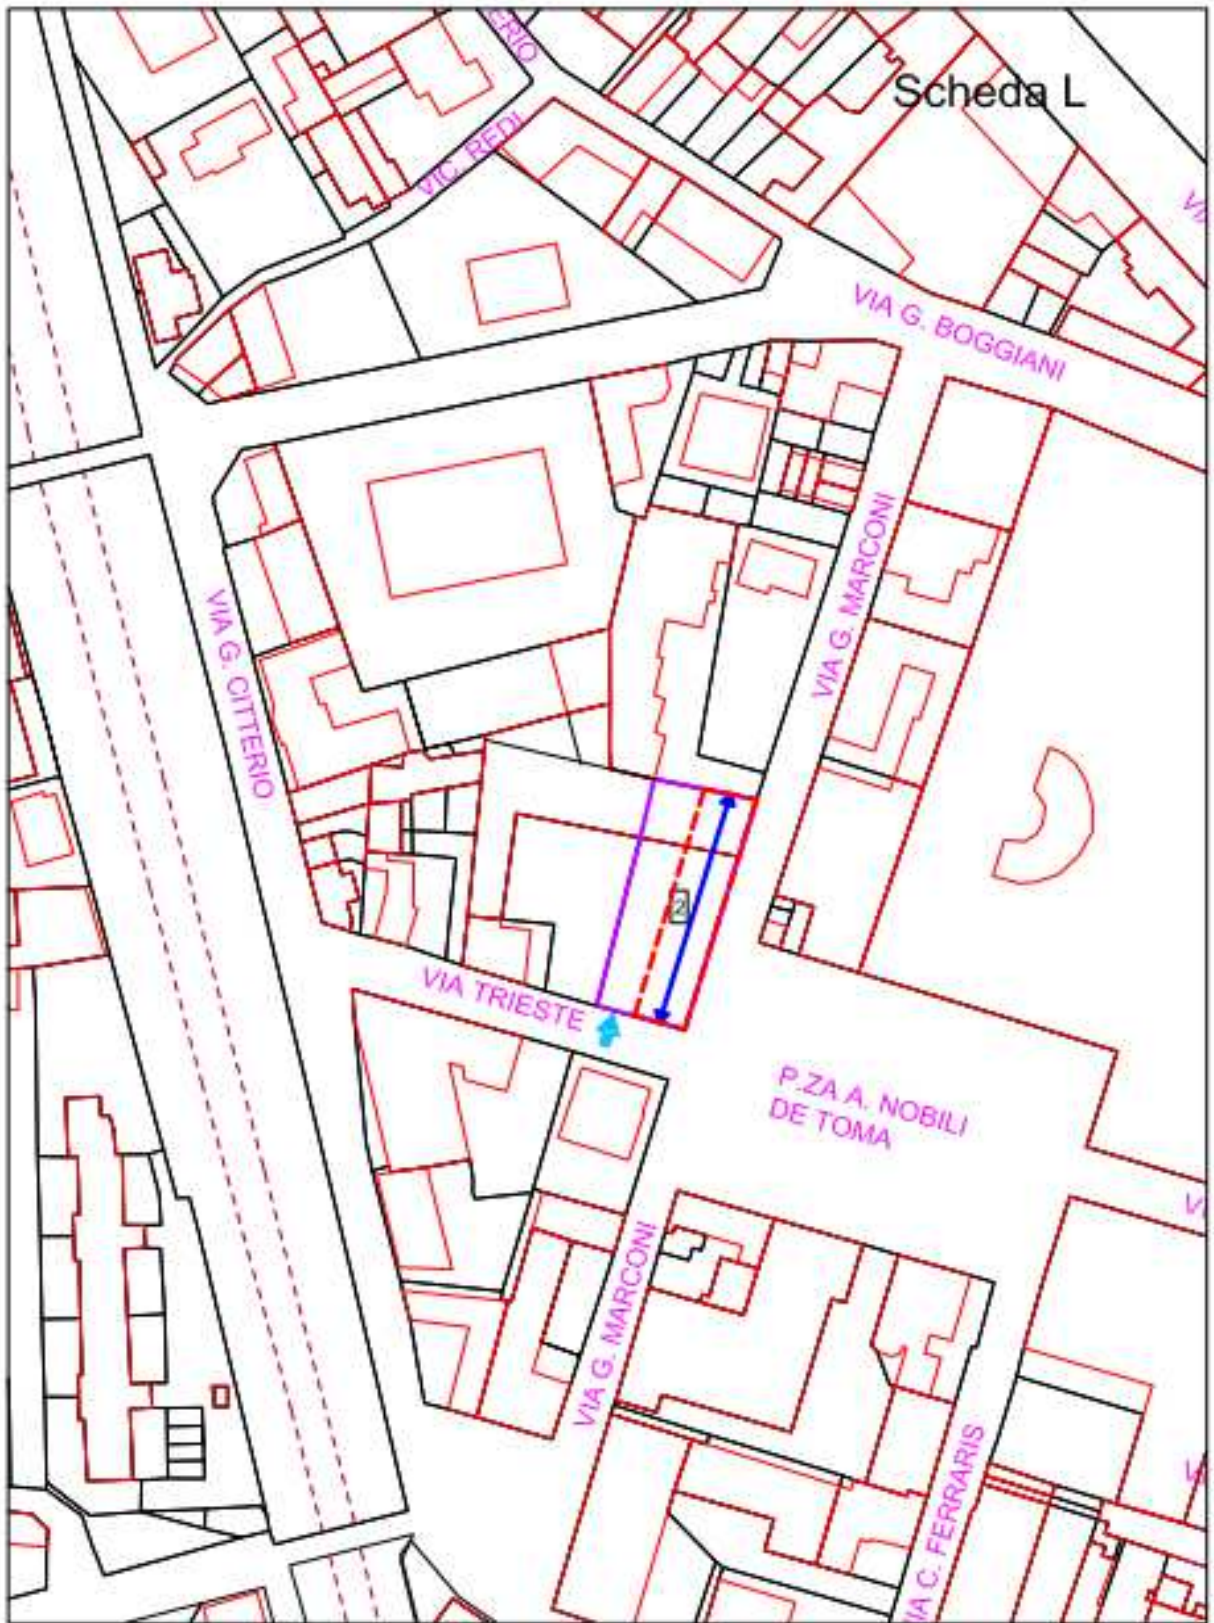 ERIO
Scheda L
VIC. REDI
VIA G. BOGGIANI
VIA G. MARCONI
VIA G. CITTERIO
2
VIA TRIESTE
P.ZA A. NOBILI
DE TOMA
VIA G. MARCONI
VIA C. FERRARIS